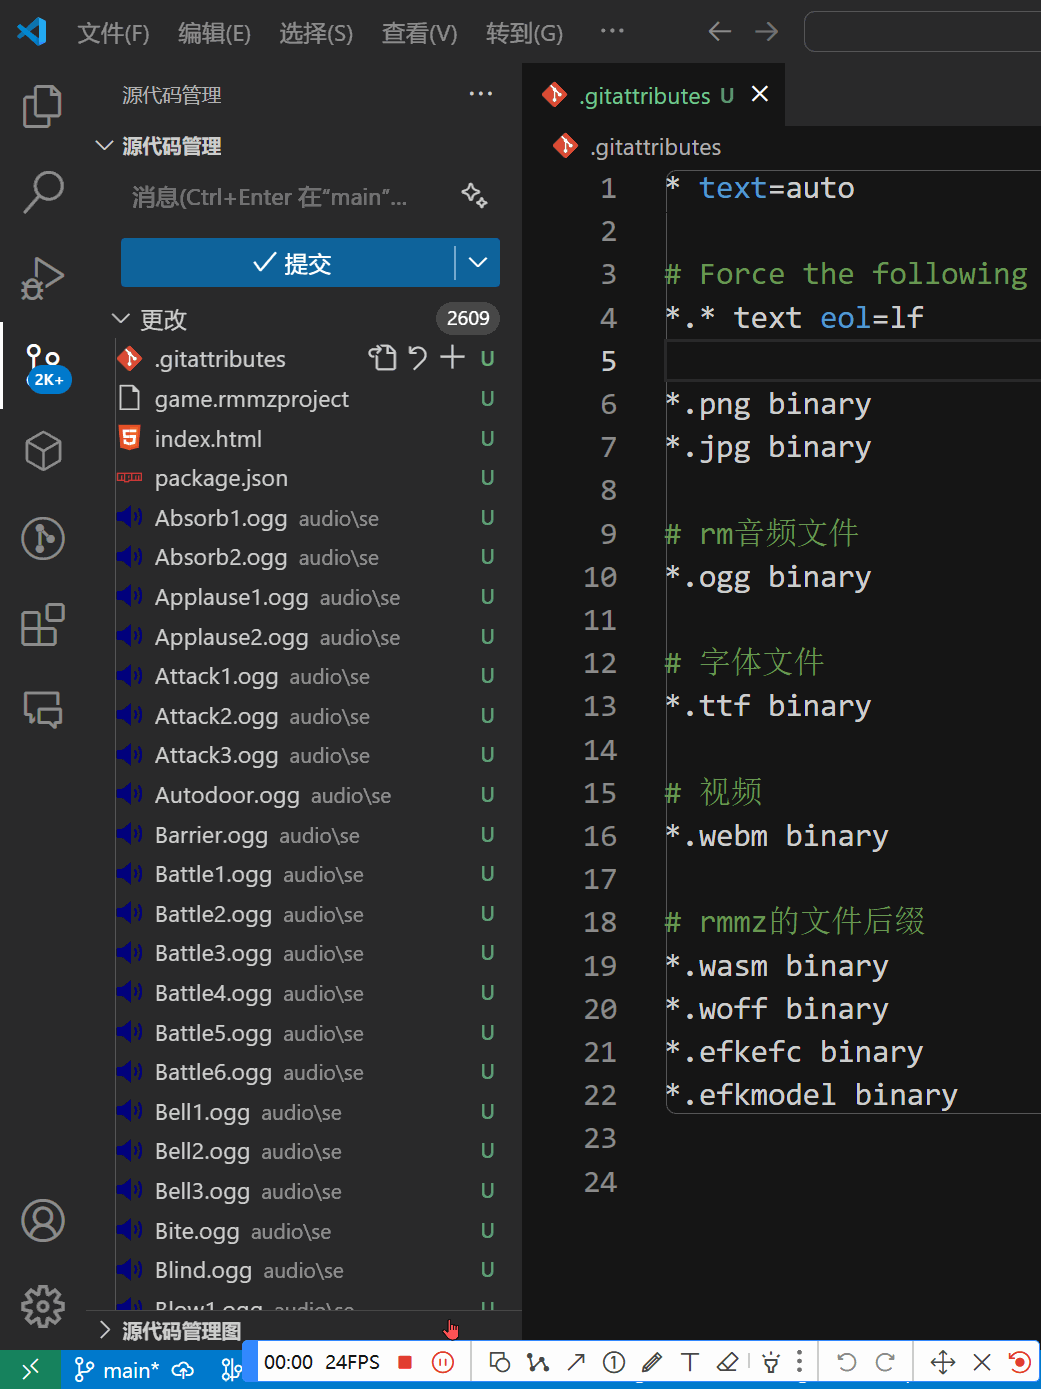 文件(F) 编辑(E) 选择(S) 查看(V) 转到(G) ···
源代码管理 ···
源代码管理
消息(Ctrl+Enter 在“main”...
提交
更改 2609
.gitattributes U
game.rmmzproject U
index.html U
package.json U
Absorb1.ogg audio\se U
Absorb2.ogg audio\se U
Applause1.ogg audio\se U
Applause2.ogg audio\se U
Attack1.ogg audio\se U
Attack2.ogg audio\se U
Attack3.ogg audio\se U
Autodoor.ogg audio\se U
Barrier.ogg audio\se U
Battle1.ogg audio\se U
Battle2.ogg audio\se U
Battle3.ogg audio\se U
Battle4.ogg audio\se U
Battle5.ogg audio\se U
Battle6.ogg audio\se U
Bell1.ogg audio\se U
Bell2.ogg audio\se U
Bell3.ogg audio\se U
Bite.ogg audio\se U
Blind.ogg audio\se U
Blow1.ogg audio\se U
源代码管理图
2K+
.gitattributes U
.gitattributes
1 * text=auto
2
3 # Force the following
4 *.* text eol=lf
5
6 *.png binary
7 *.jpg binary
8
9 # rm音频文件
10 *.ogg binary
11
12 # 字体文件
13 *.ttf binary
14
15 # 视频
16 *.webm binary
17
18 # rmmz的文件后缀
19 *.wasm binary
20 *.woff binary
21 *.efkefc binary
22 *.efkmodel binary
23
24
main* 00:00 24FPS